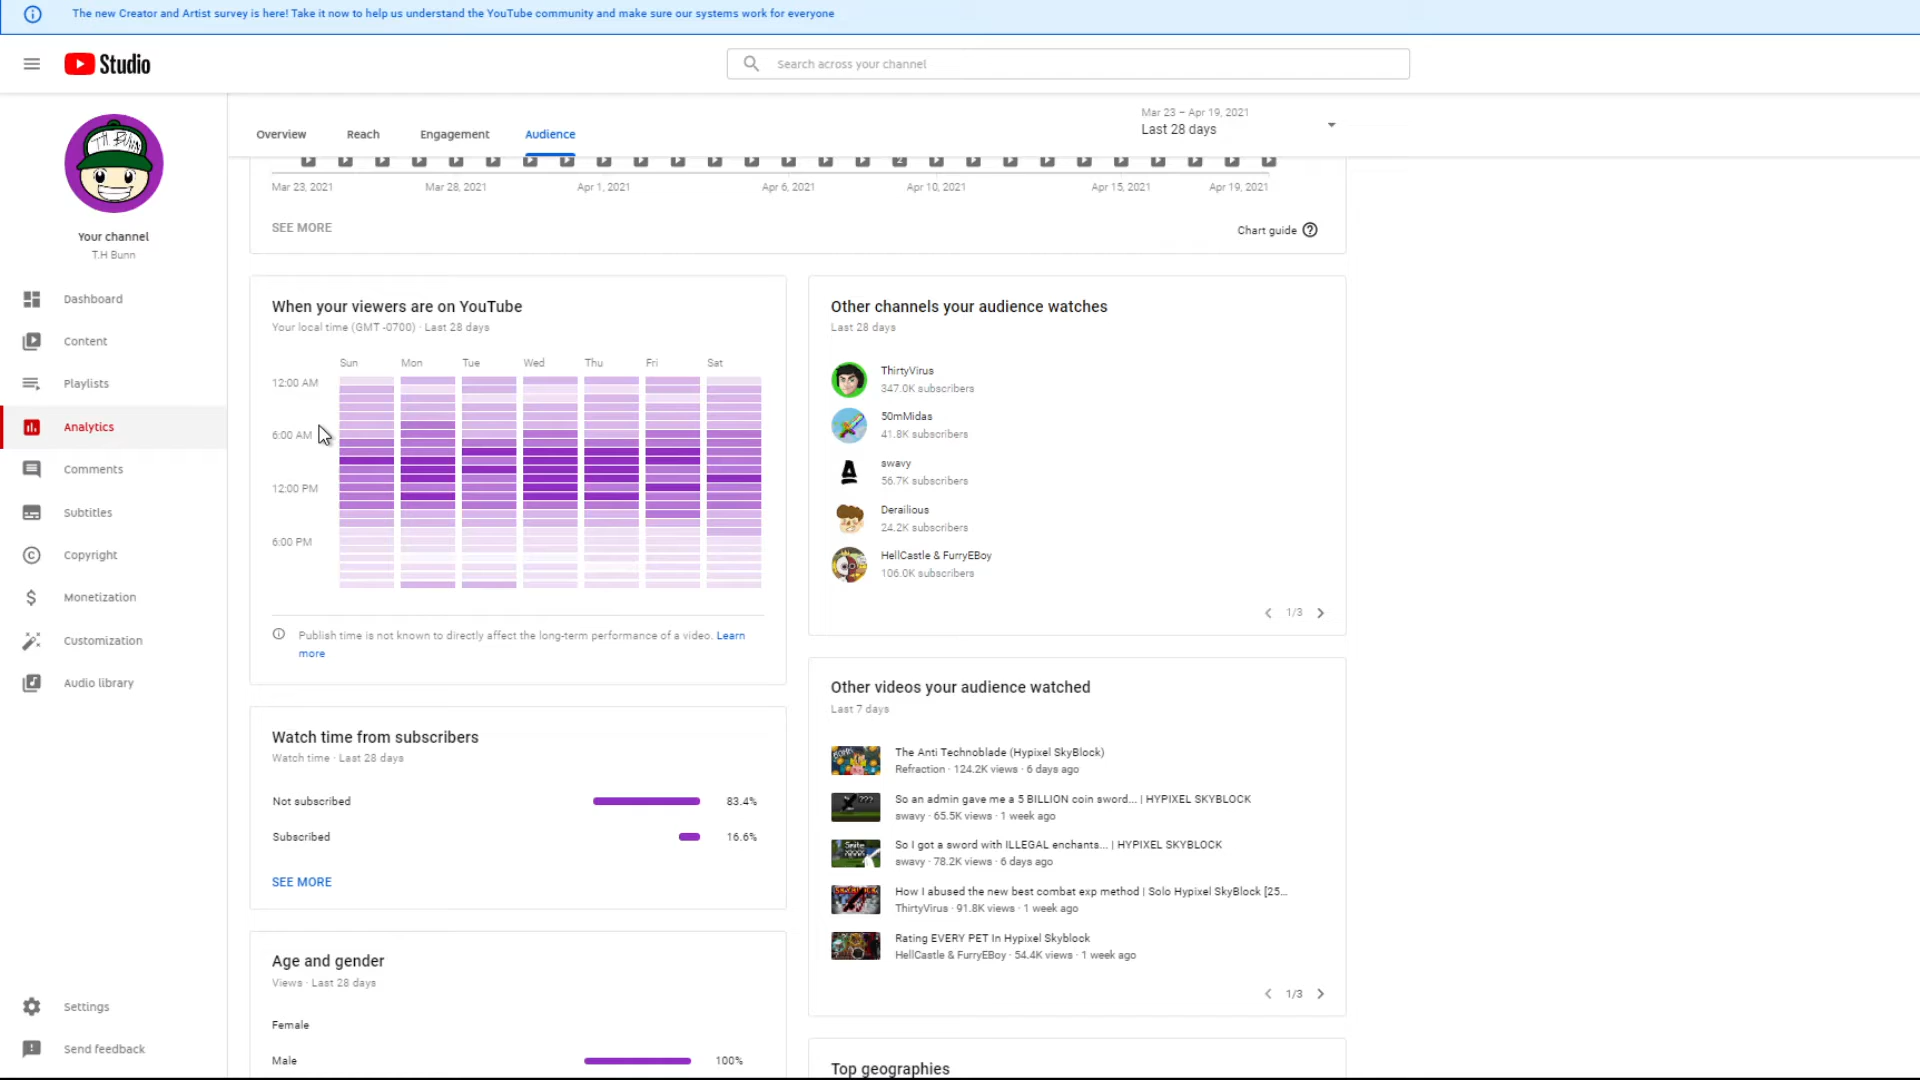 The new Creator and Artist survey is here! Take it now to help us understand the YouTube community and make sure our systems work for everyone
Studio
Search across your channel
T.H BUNN
Your channel
T.H Bunn
Dashboard
Content
Playlists
Analytics
Comments
Subtitles
Copyright
Monetization
Customization
Audio library
Settings
Send feedback
Overview
Reach
Engagement
Audience
Mar 23 – Apr 19, 2021
Last 28 days
2
Mar 23, 2021
Mar 28, 2021
Apr 1, 2021
Apr 6, 2021
Apr 10, 2021
Apr 15, 2021
Apr 19, 2021
SEE MORE
Chart guide
When your viewers are on YouTube
Your local time (GMT -0700) · Last 28 days
Sun Mon Tue Wed Thu Fri Sat
12:00 AM
6:00 AM
12:00 PM
6:00 PM
Publish time is not known to directly affect the long-term performance of a video. Learn
more
Watch time from subscribers
Watch time · Last 28 days
Not subscribed 83.4%
Subscribed 16.6%
SEE MORE
Age and gender
Views · Last 28 days
Female
Male 100%
Other channels your audience watches
Last 28 days
ThirtyVirus
347.0K subscribers
50mMidas
41.8K subscribers
swavy
56.7K subscribers
Derailious
24.2K subscribers
HellCastle & FurryEBoy
106.0K subscribers
1/3
Other videos your audience watched
Last 7 days
The Anti Technoblade (Hypixel SkyBlock)
Refraction · 124.2K views · 6 days ago
So an admin gave me a 5 BILLION coin sword... | HYPIXEL SKYBLOCK
swavy · 65.5K views · 1 week ago
So I got a sword with ILLEGAL enchants... | HYPIXEL SKYBLOCK
swavy · 78.2K views · 6 days ago
How I abused the new best combat exp method | Solo Hypixel SkyBlock [25...
ThirtyVirus · 91.8K views · 1 week ago
Rating EVERY PET In Hypixel Skyblock
HellCastle & FurryEBoy · 54.4K views · 1 week ago
1/3
Top geographies